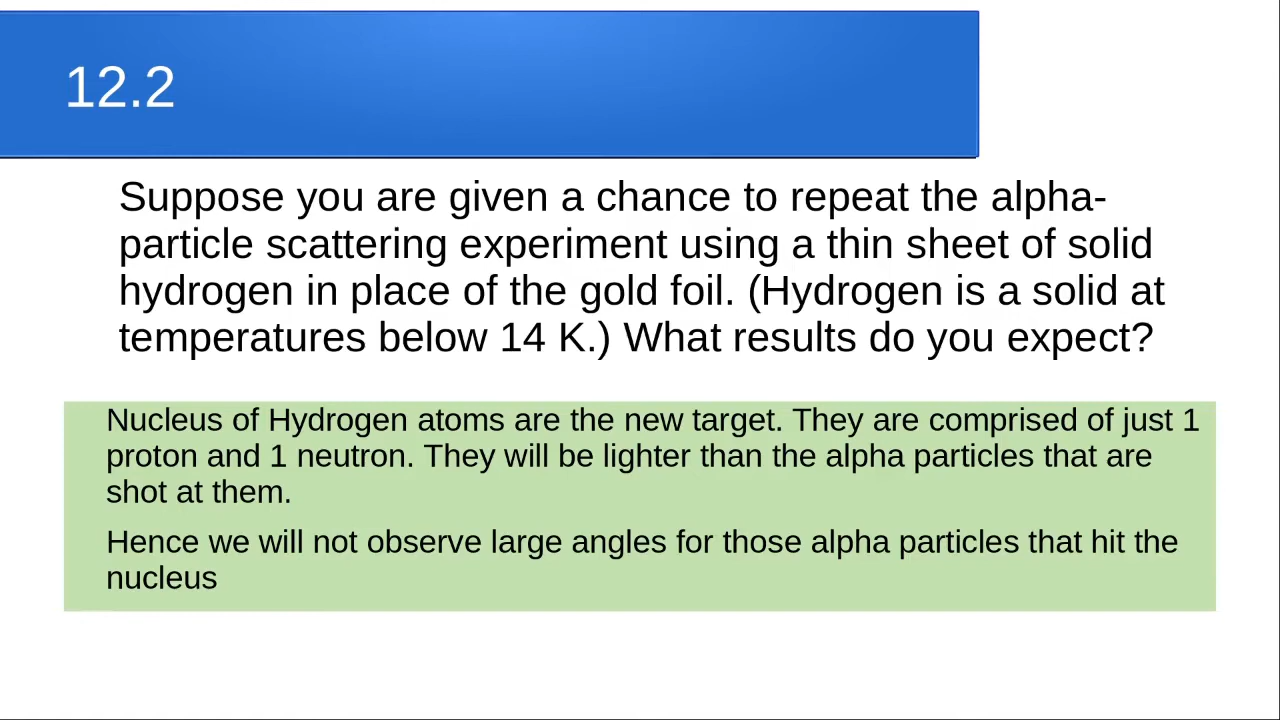 12.2
Suppose you are given a chance to repeat the alpha-
particle scattering experiment using a thin sheet of solid
hydrogen in place of the gold foil. (Hydrogen is a solid at
temperatures below 14 K.) What results do you expect?
Nucleus of Hydrogen atoms are the new target. They are comprised of just 1
proton and 1 neutron. They will be lighter than the alpha particles that are
shot at them.
Hence we will not observe large angles for those alpha particles that hit the
nucleus